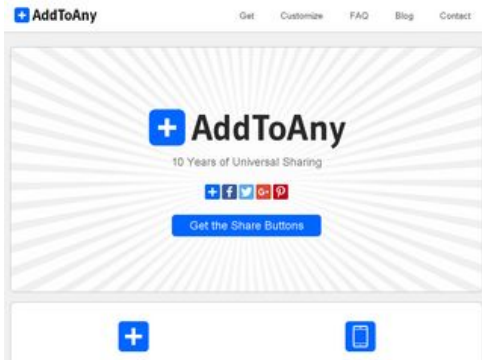 AddToAny
Get Customize FAQ Blog Contact
AddToAny
10 Years of Universal Sharing
Get the Share Buttons